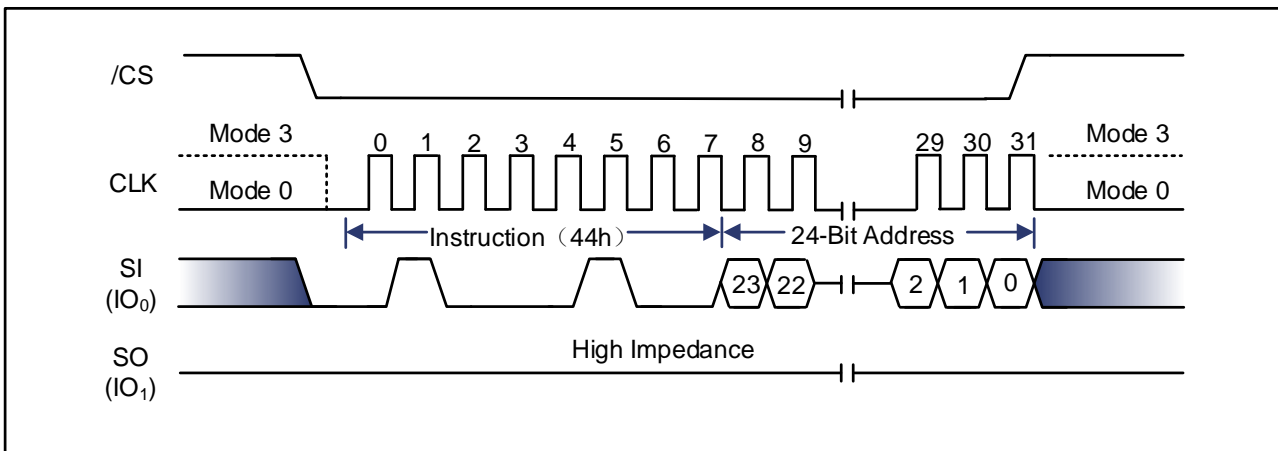 /CS
Mode 3
0 1 2 3 4 5 6 7 8 9 29 30 31
Mode 3
CLK
Mode 0
Mode 0
Instruction（44h）
24-Bit Address
SI
(IO0)
23 22 2 1 0
High Impedance
SO
(IO1)